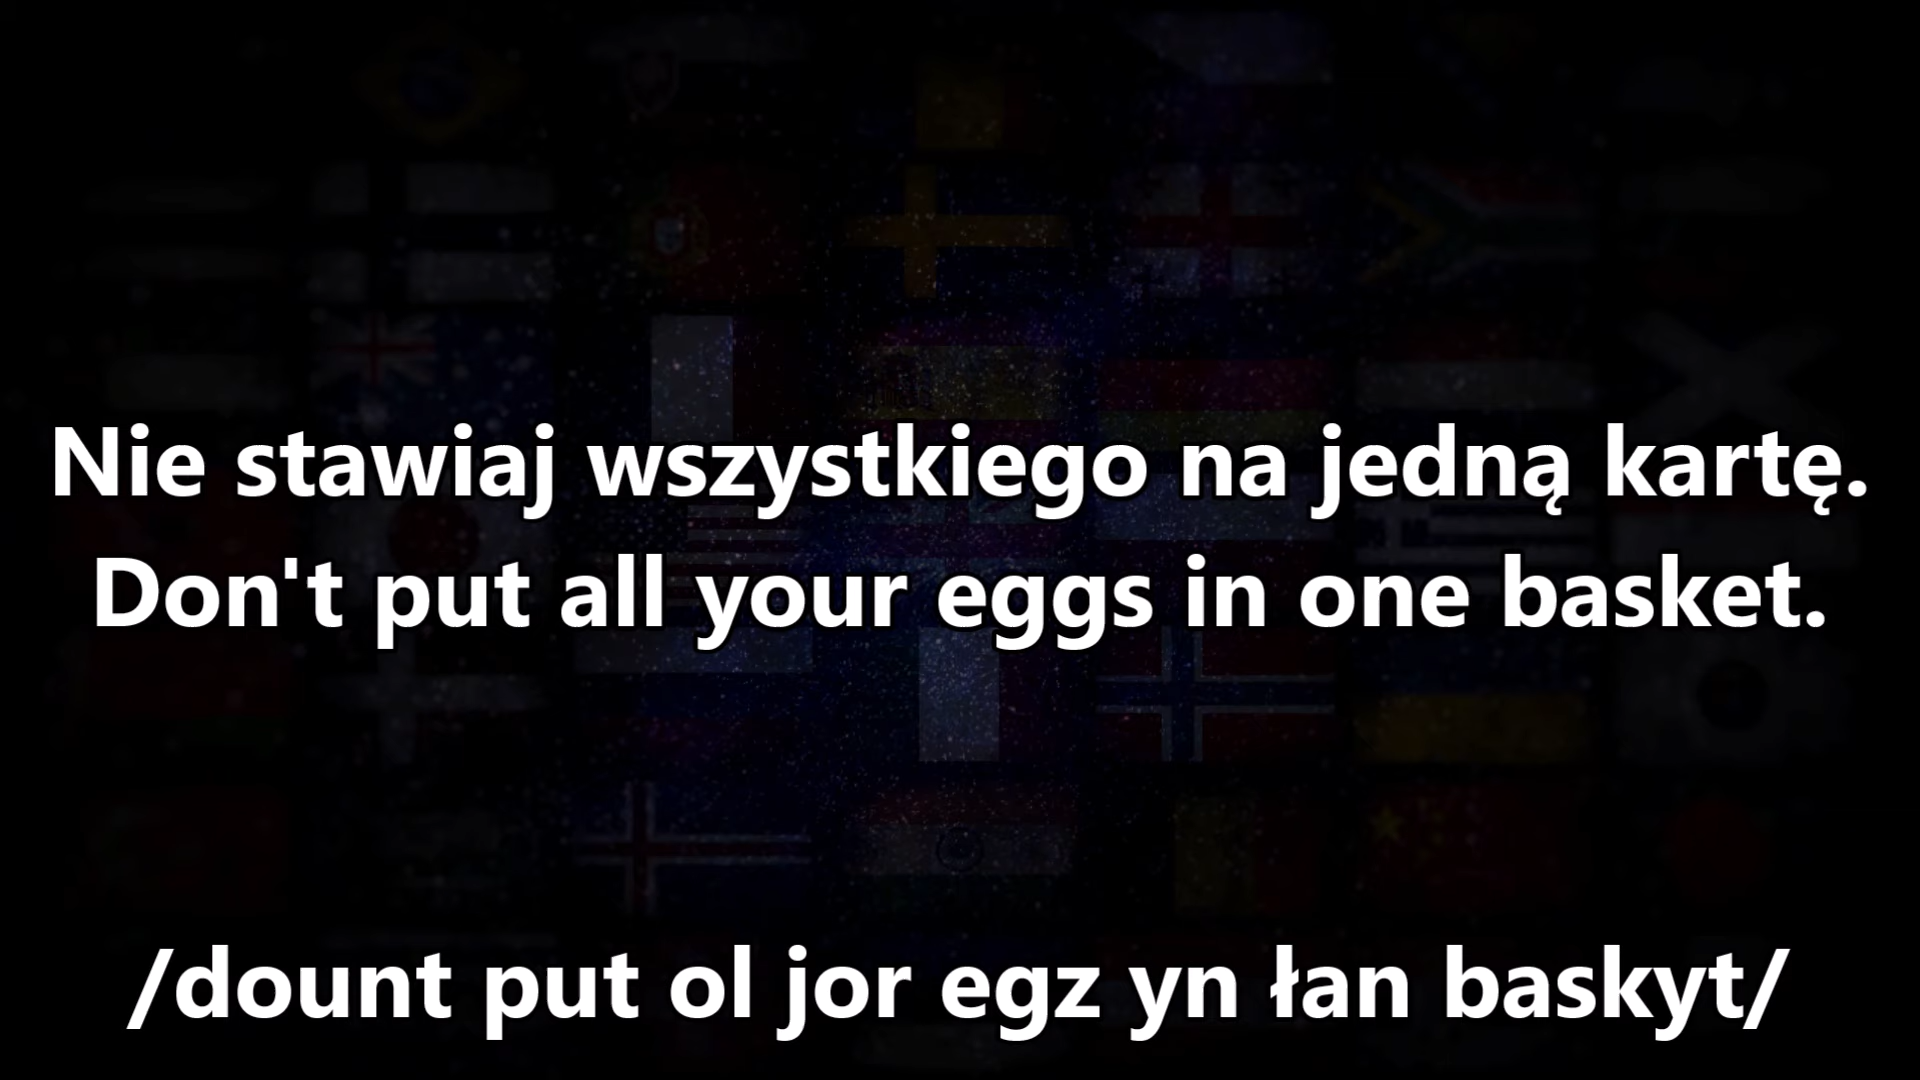 Nie stawiaj wszystkiego na jedną kartę.
Don't put all your eggs in one basket.
/dount put ol jor egz yn łan baskyt/